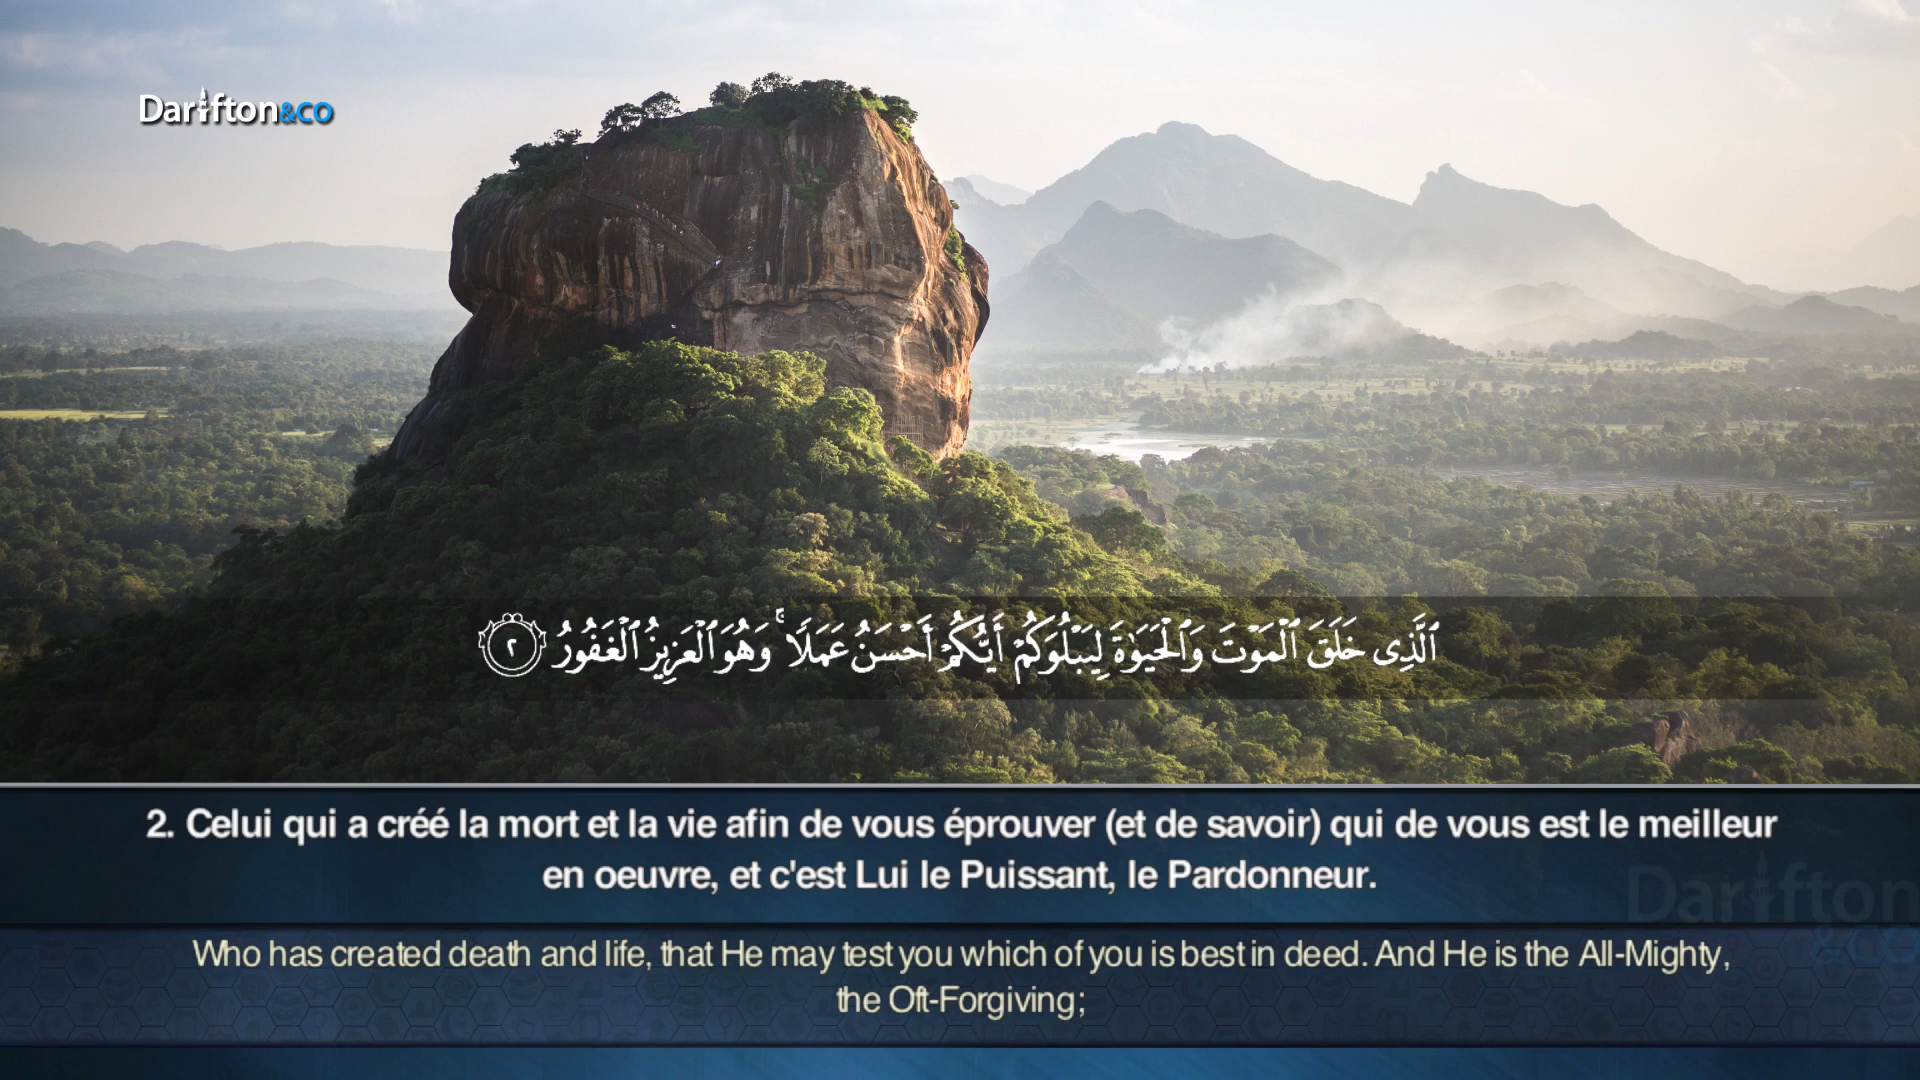 Darifton&co
ٱلَّذِى خَلَقَ ٱلْمَوْتَ وَٱلْحَيَوٰةَ لِيَبْلُوَكُمْ أَيُّكُمْ أَحْسَنُ عَمَلًا ۚ وَهُوَ ٱلْعَزِيزُ ٱلْغَفُورُ ٢
2. Celui qui a créé la mort et la vie afin de vous éprouver (et de savoir) qui de vous est le meilleur
en oeuvre, et c'est Lui le Puissant, le Pardonneur.
Darifton
&co
Who has created death and life, that He may test you which of you is best in deed. And He is the All-Mighty,
the Oft-Forgiving;